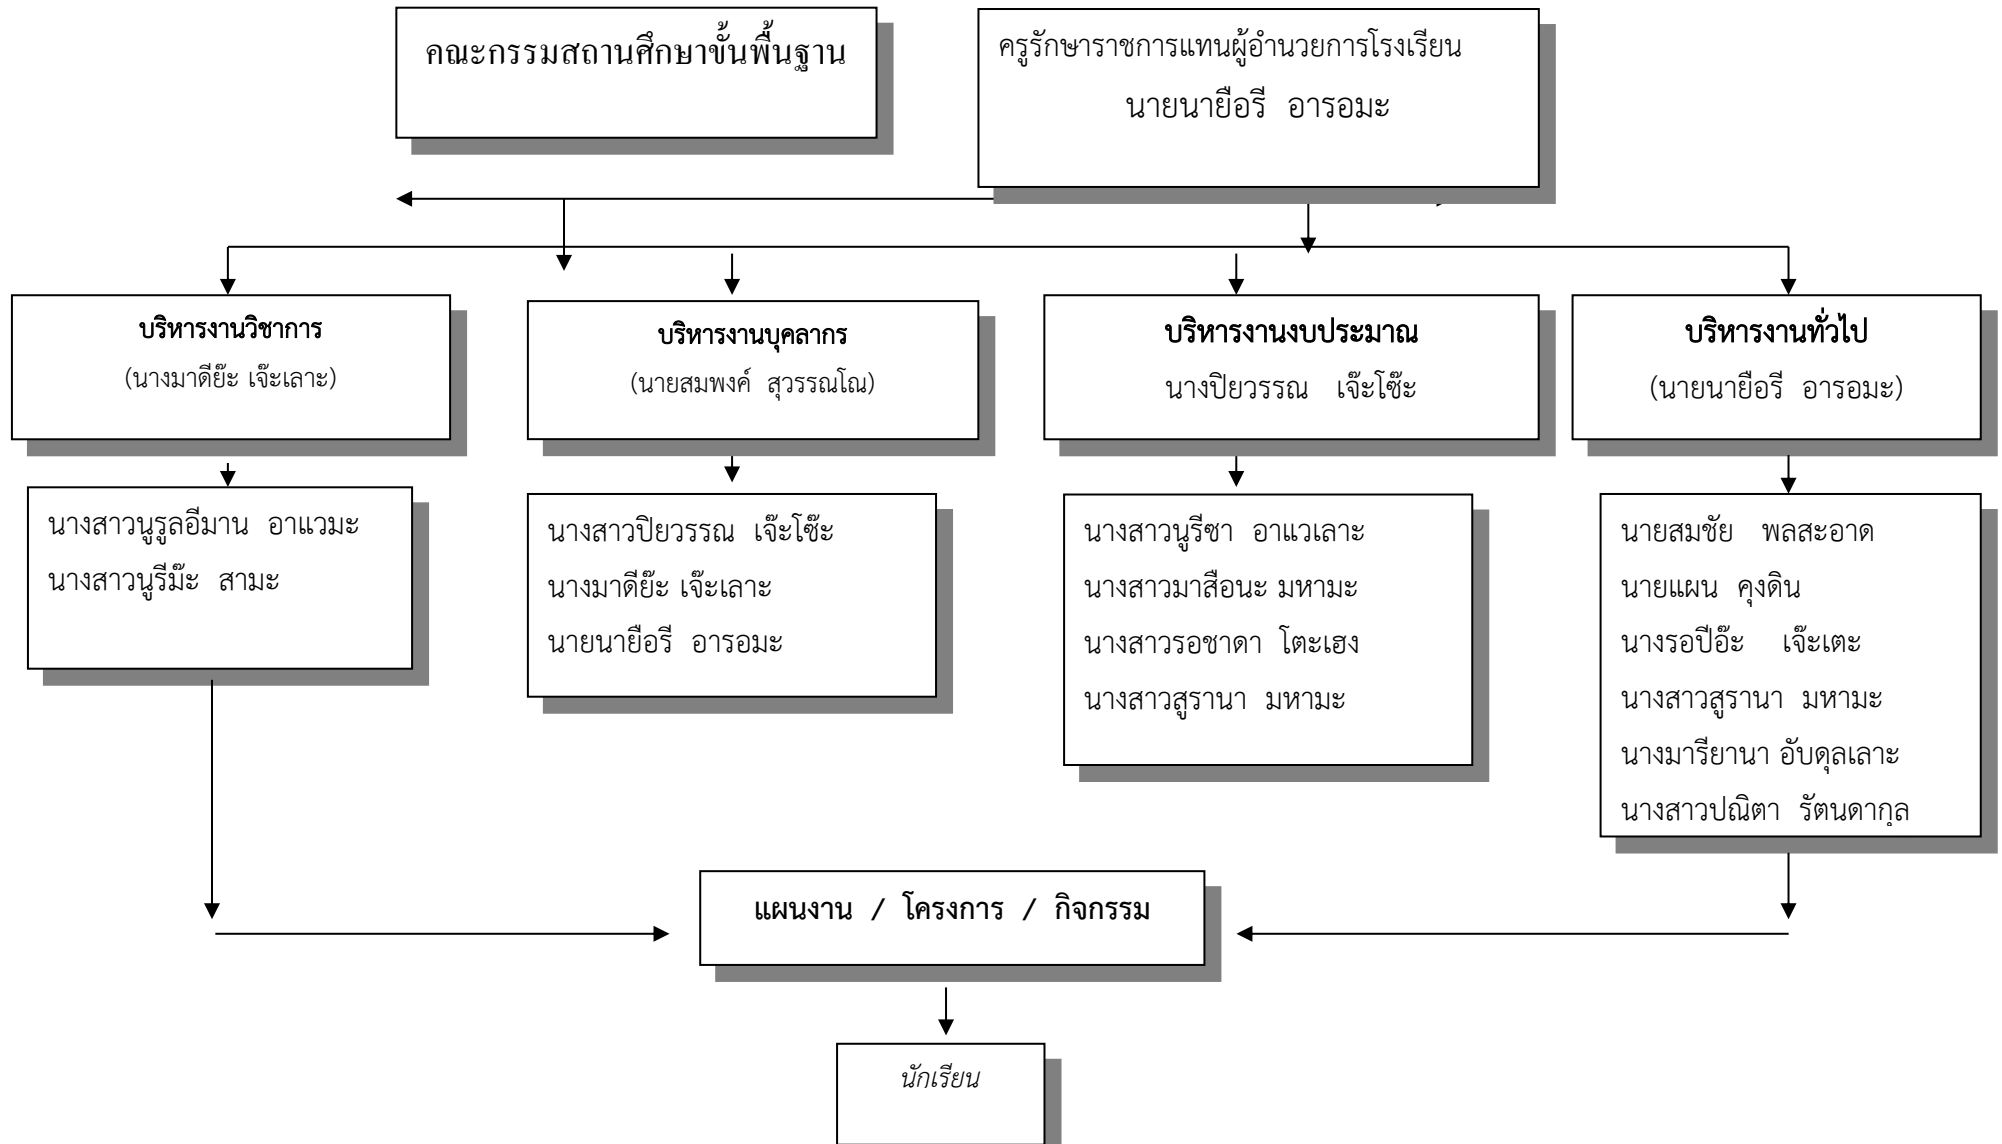 คณะกรรมสถานศึกษาขั้นพื้นฐาน
ครูรักษาราชการแทนผู้อำนวยการโรงเรียน
นายนายือรี อารอมะ
บริหารงานวิชาการ
(นางมาดีย๊ะ เจ๊ะเลาะ)
บริหารงานบุคลากร
(นายสมพงค์ สุวรรณโณ)
บริหารงานงบประมาณ
นางปิยวรรณ เจ๊ะโซ๊ะ
บริหารงานทั่วไป
(นายนายือรี อารอมะ)
นางสาวนูรูลอีมาน อาแวมะ
นางสาวนูรีม๊ะ สามะ
นางสาวปิยวรรณ เจ๊ะโซ๊ะ
นางมาดีย๊ะ เจ๊ะเลาะ
นายนายือรี อารอมะ
นางสาวนูรีซา อาแวเลาะ
นางสาวมาสือนะ มหามะ
นางสาวรอชาดา โตะเฮง
นางสาวสูรานา มหามะ
นายสมชัย พลสะอาด
นายแผน คุงดิน
นางรอปีอ๊ะ เจ๊ะเตะ
นางสาวสูรานา มหามะ
นางมารียานา อับดุลเลาะ
นางสาวปณิตา รัตนดากุล
แผนงาน / โครงการ / กิจกรรม
นักเรียน